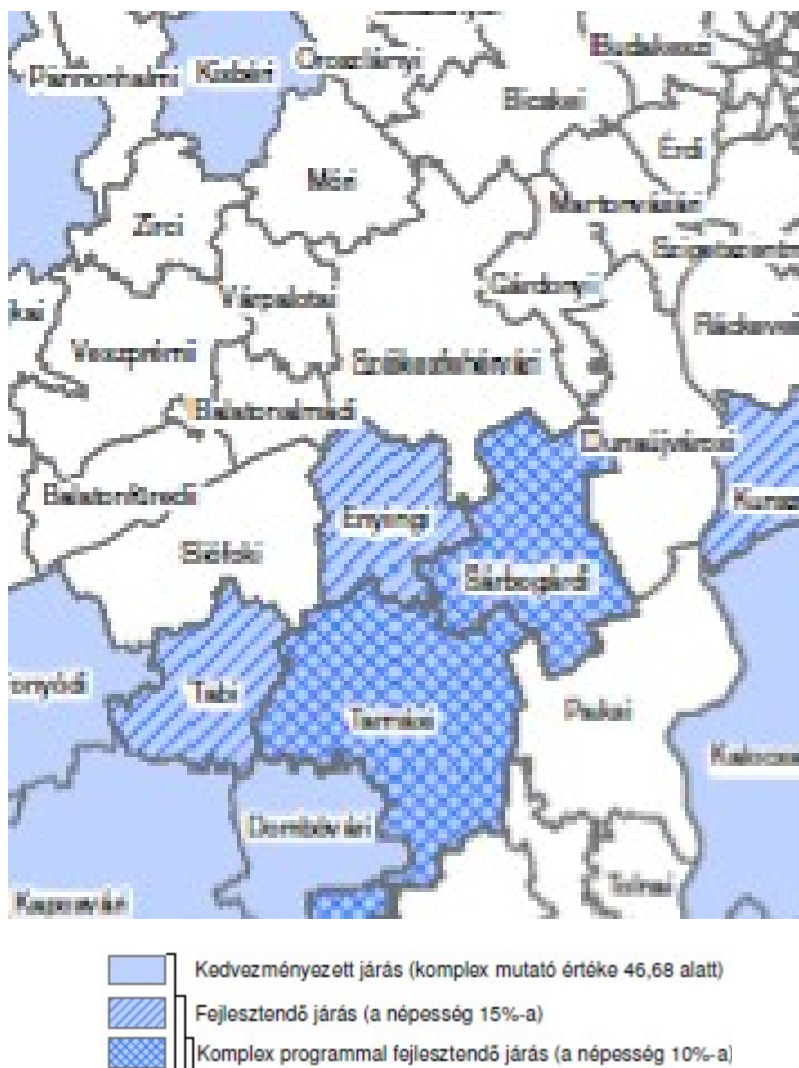 Oroszlányi
Budakeszi
Pannonhalmi
Kisbéri
Bicskei
Érdi
Móri
Martonvásári
Zirci
Gárdonyi
Várpalotai
Ráckevei
Veszprémi
Székesfehérvári
Balatonalmádi
Dunaújvárosi
Balatonfüredi
Enyingi
Siófoki
Sárbogárdi
Tabi
Tamási
Paksi
Dombóvári
Tolnai
Kaposvári
Kedvezményezett járás (komplex mutató értéke 46,68 alatt)
Fejlesztendő járás (a népesség 15%-a)
Komplex programmal fejlesztendő járás (a népesség 10%-a)